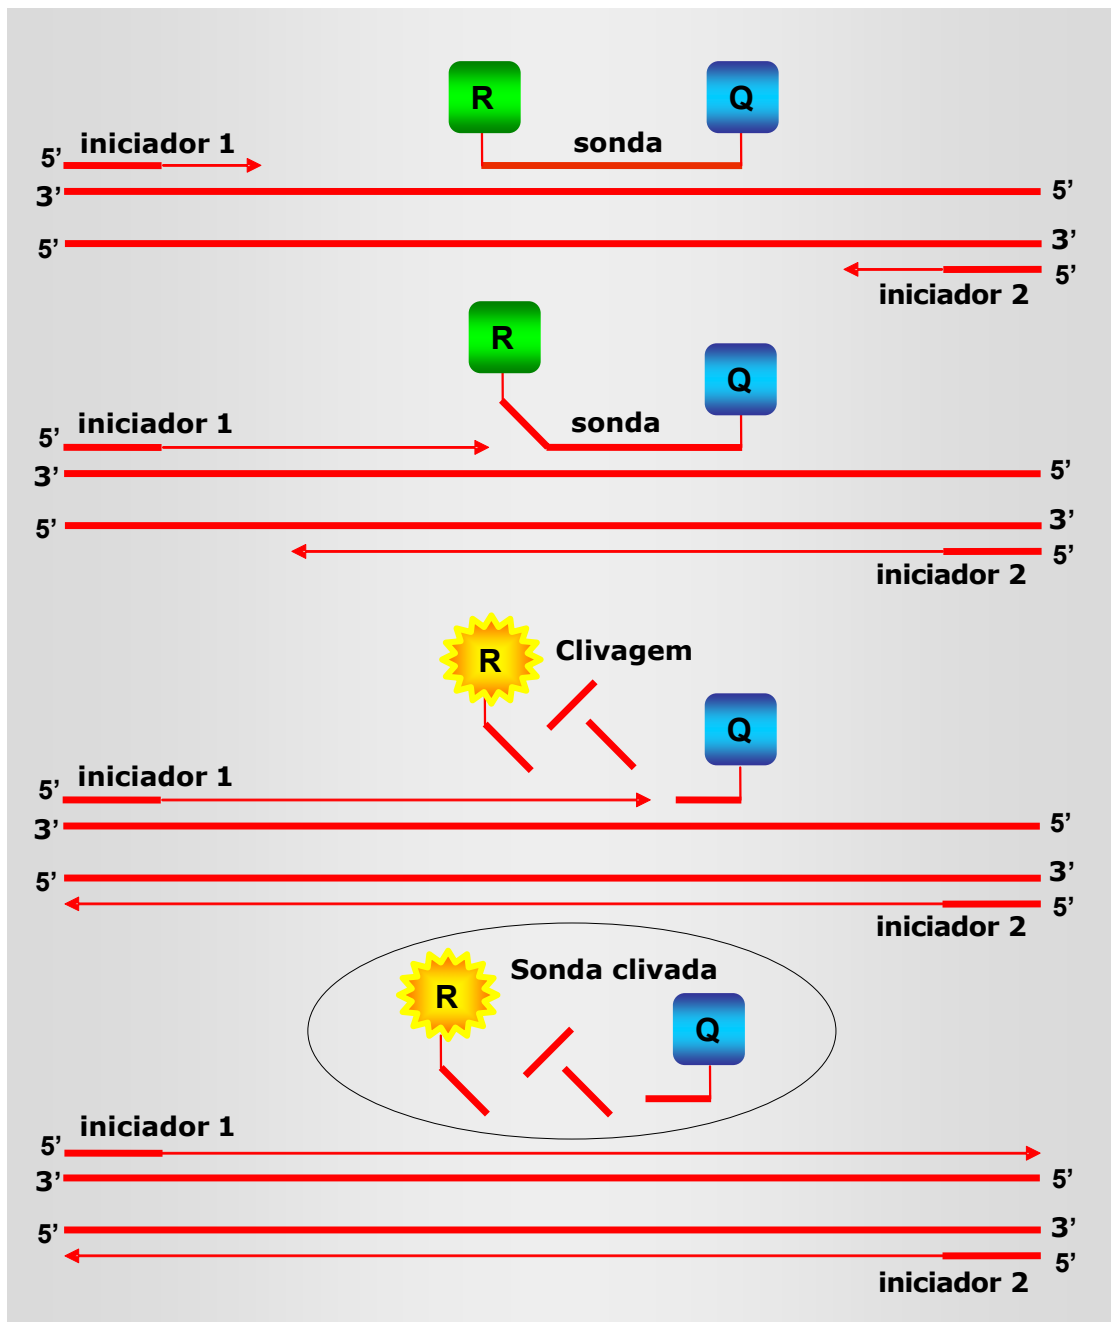 R Q
iniciador 1 sonda
5’
3’ 5’
5’ 3’
5’
iniciador 2
R
Q
iniciador 1 sonda
5’
3’ 5’
5’ 3’
5’
iniciador 2
R Clivagem
Q
iniciador 1
5’
3’ 5’
5’ 3’
5’
iniciador 2
Sonda clivada
R Q
iniciador 1
5’
3’ 5’
5’ 3’
5’
iniciador 2